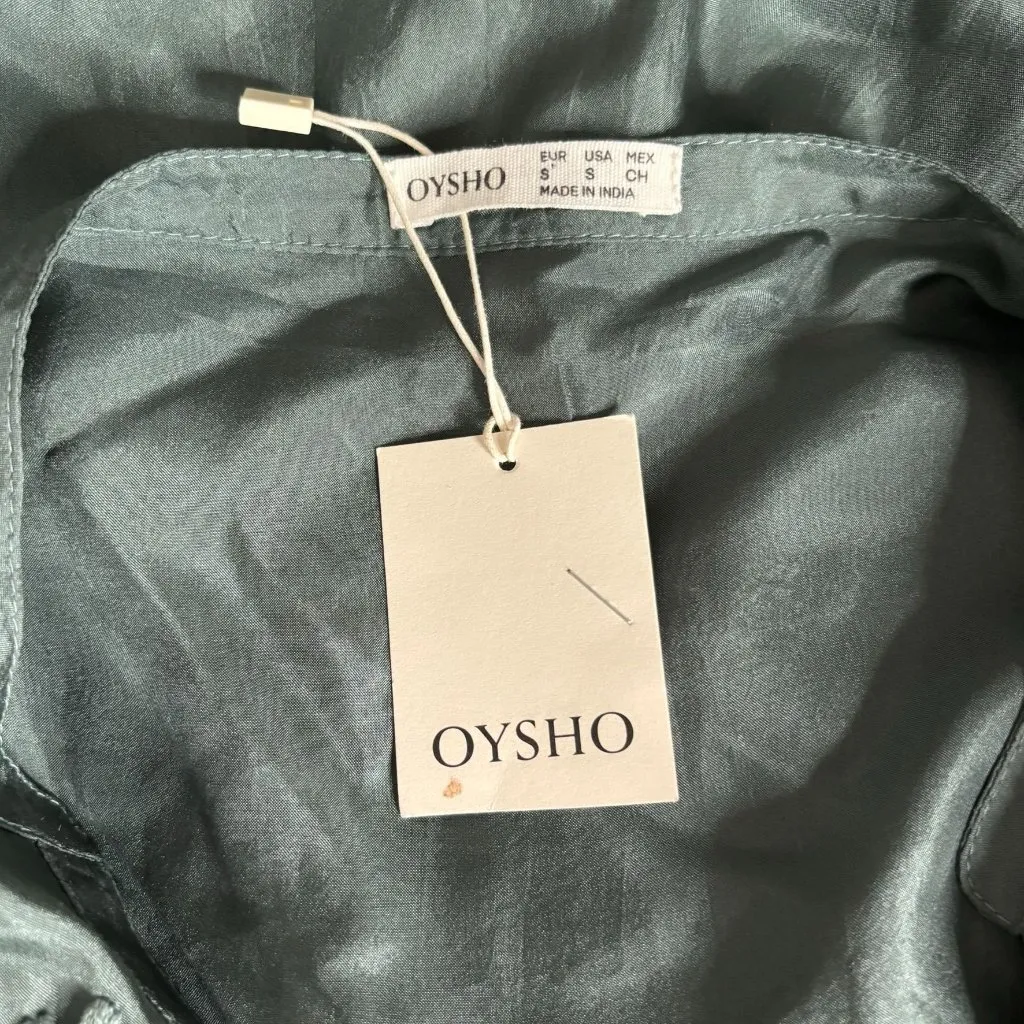 OYSHO
EUR USA MEX
S S CH
MADE IN INDIA
OYSHO